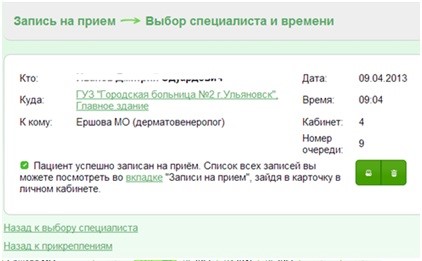 Запись на прием → Выбор специалиста и времени
Кто: Дата: 09.04.2013
Куда: ГУЗ "Городская больница №2 г.Ульяновск", Время: 09:04
Главное здание
К кому: Ершова МО (дерматовенеролог) Кабинет: 4
Номер
очереди: 9
Пациент успешно записан на приём. Список всех записей вы
можете посмотреть во вкладке "Записи на прием", зайдя в карточку в
личном кабинете.
Назад к выбору специалиста
Назад к прикреплениям